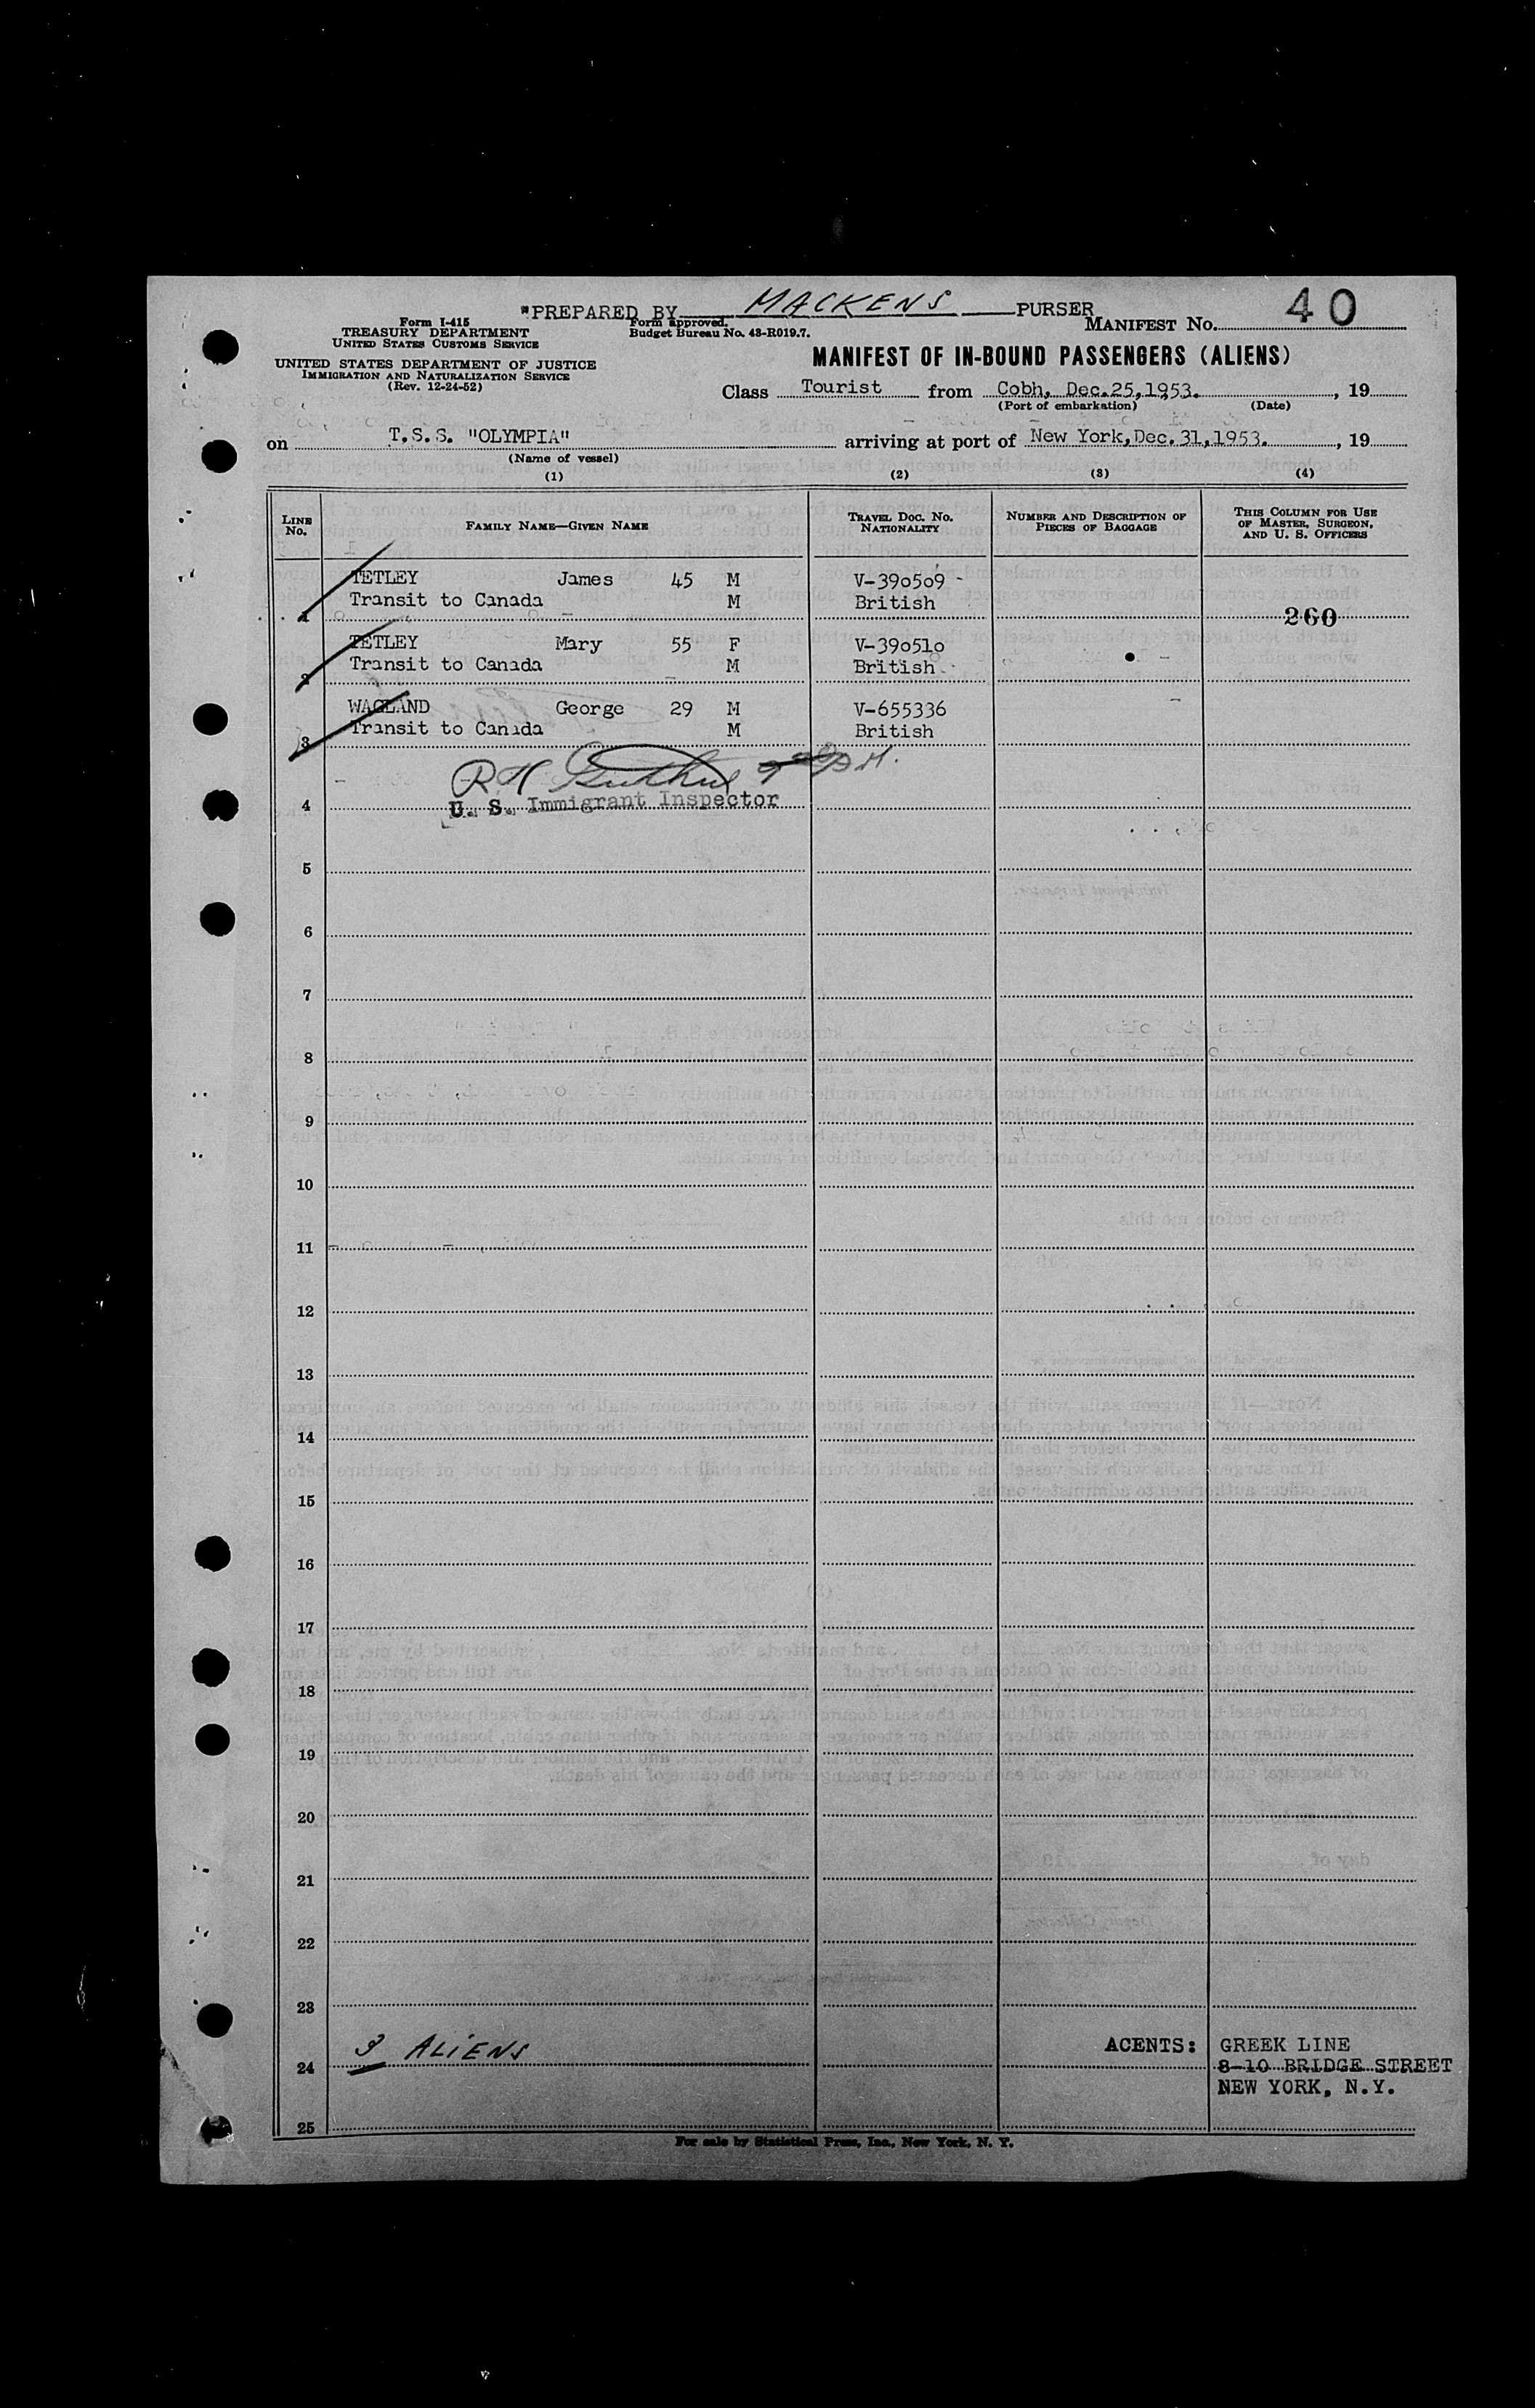 "PREPARED BY MACKENS PURSER
Form I-415
TREASURY DEPARTMENT
UNITED STATES CUSTOMS SERVICE
UNITED STATES DEPARTMENT OF JUSTICE
IMMIGRATION AND NATURALIZATION SERVICE
(Rev. 12-24-52)
Form approved.
Budget Bureau No. 43-R019.7.
MANIFEST No. 40
MANIFEST OF IN-BOUND PASSENGERS (ALIENS)
Class Tourist from Cobh, Dec.25,1953. , 19
(Port of embarkation) (Date)
on T.S.S. "OLYMPIA" arriving at port of New York,Dec.31,1953. , 19
(Name of vessel)
(1) (2) (3) (4)
LINE No. FAMILY NAME—GIVEN NAME TRAVEL DOC. No. NATIONALITY NUMBER AND DESCRIPTION OF PIECES OF BAGGAGE THIS COLUMN FOR USE OF MASTER, SURGEON, AND U. S. OFFICERS
TETLEY James 45 M V-390509 -
1 Transit to Canada M British 260
TETLEY Mary 55 F V-390510
2 Transit to Canada M British
WAGLAND George 29 M V-655336
3 Transit to Canada M British
4 U. S. Immigrant Inspector
5
6
7
8
9
10
11
12
13
14
15
16
17
18
19
20
21
22
23
3 ALIENS ACENTS: GREEK LINE
24 8-10 BRIDGE STREET
NEW YORK, N.Y.
25
For sale by Statistical Press, Inc., New York, N. Y.